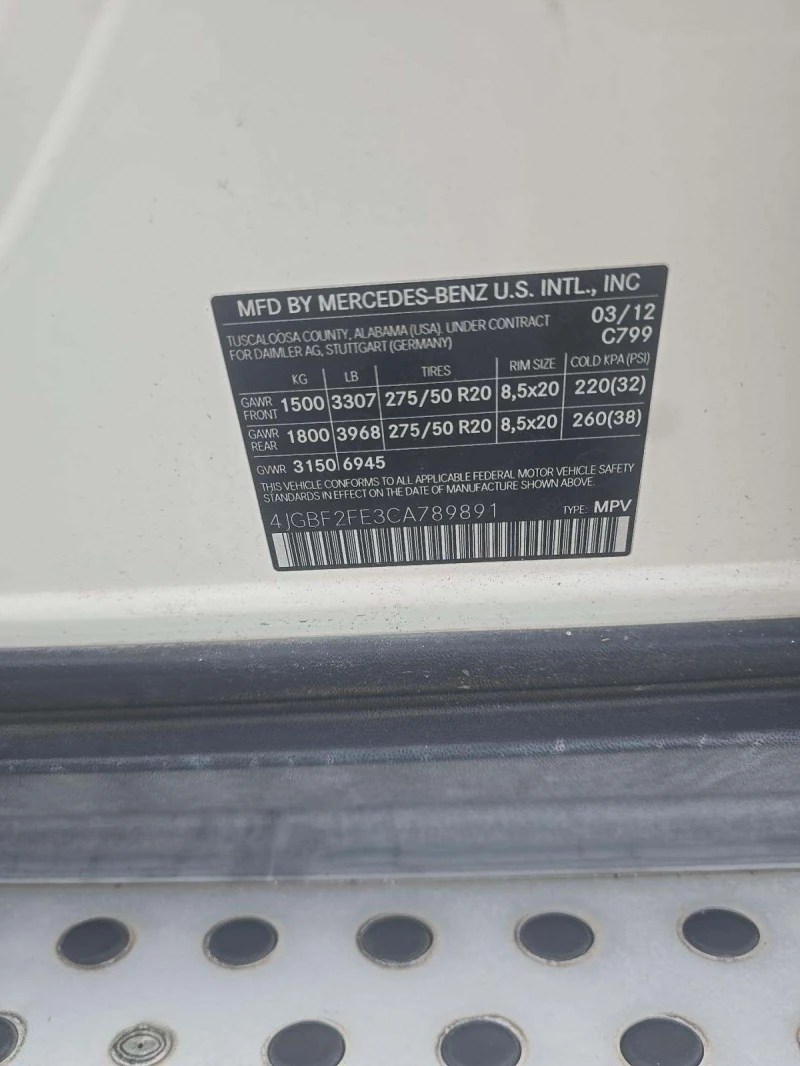 MFD BY MERCEDES-BENZ U.S. INTL., INC
TUSCALOOSA COUNTY, ALABAMA (USA). UNDER CONTRACT 03/12
FOR DAIMLER AG, STUTTGART (GERMANY) C799
KG LB TIRES RIM SIZE COLD KPA (PSI)
GAWR FRONT 1500 3307 275/50 R20 8,5x20 220(32)
GAWR REAR 1800 3968 275/50 R20 8,5x20 260(38)
GVWR 3150 6945
THIS VEHICLE CONFORMS TO ALL APPLICABLE FEDERAL MOTOR VEHICLE SAFETY
STANDARDS IN EFFECT ON THE DATE OF MANUFACTURE SHOWN ABOVE.
4JGBF2FE3CA789891 TYPE: MPV